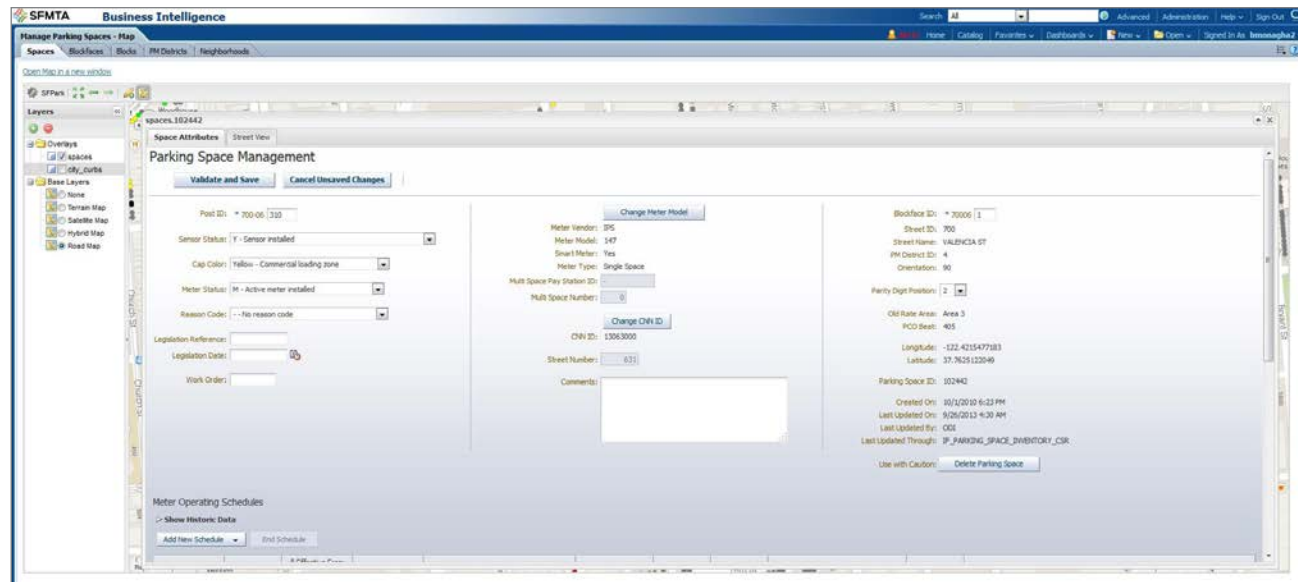 SFMTA Business Intelligence
Search All Advanced Administration Help Sign Out
Manage Parking Spaces - Map
Home Catalog Favorites Dashboards New Open Signed In As bmonagha2
Spaces Blockfaces Blocks PM Districts Neighborhoods
Open Map in a new window
SFPark
Layers
Overlays
spaces
city_curbs
Base Layers
None
Terrain Map
Satellite Map
Hybrid Map
Road Map
spaces.102442
Space Attributes Street View
Parking Space Management
Validate and Save Cancel Unsaved Changes
Post ID: * 700-06 310
Sensor Status: Y - Sensor installed
Cap Color: Yellow - Commercial loading zone
Meter Status: M - Active meter installed
Reason Code: - - No reason code
Legislation Reference:
Legislation Date:
Work Order:
Change Meter Model
Meter Vendor: IPS
Meter Model: 147
Smart Meter: Yes
Meter Type: Single Space
Multi Space Pay Station ID: -
Multi Space Number: 0
Change CNN ID
CNN ID: 13063000
Street Number: 631
Comments:
Blockface ID: * 70006 1
Street ID: 700
Street Name: VALENCIA ST
PM District ID: 4
Orientation: 90
Parity Digit Position: 2
Old Rate Area: Area 3
PCO Beat: 405
Longitude: -122.4215477183
Latitude: 37.7625122049
Parking Space ID: 102442
Created On: 10/1/2010 6:23 PM
Last Updated On: 9/26/2013 4:30 AM
Last Updated By: ODI
Last Updated Through: IF_PARKING_SPACE_INVENTORY_CSR
Use with Caution: Delete Parking Space
Meter Operating Schedules
Show Historic Data
Add New Schedule End Schedule
Church St
Church St